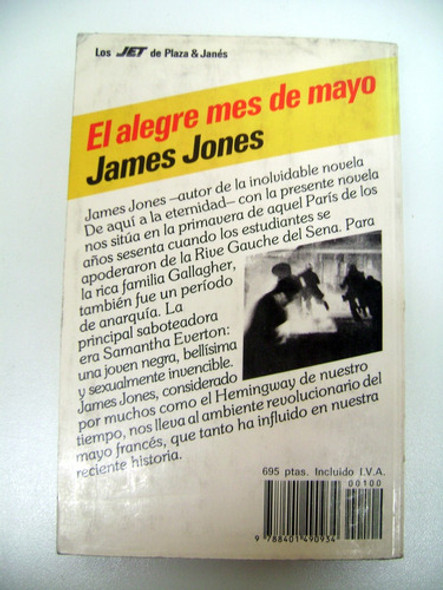 Los JET de Plaza & Janés
El alegre mes de mayo
James Jones
James Jones —autor de la inolvidable novela
De aquí a la eternidad— con la presente novela
nos sitúa en la primavera de aquel París de los
años sesenta cuando los estudiantes se
apoderaron de la Rive Gauche del Sena. Para
la rica familia Gallagher,
también fue un período
de anarquía. La
principal saboteadora
era Samantha Everton:
una joven negra, bellísima
y sexualmente invencible.
James Jones, considerado
por muchos como el Hemingway de nuestro
tiempo, nos lleva al ambiente revolucionario del
mayo francés, que tanto ha influido en nuestra
reciente historia.
695 ptas. Incluido I.V.A.
00100
9 788401 490934